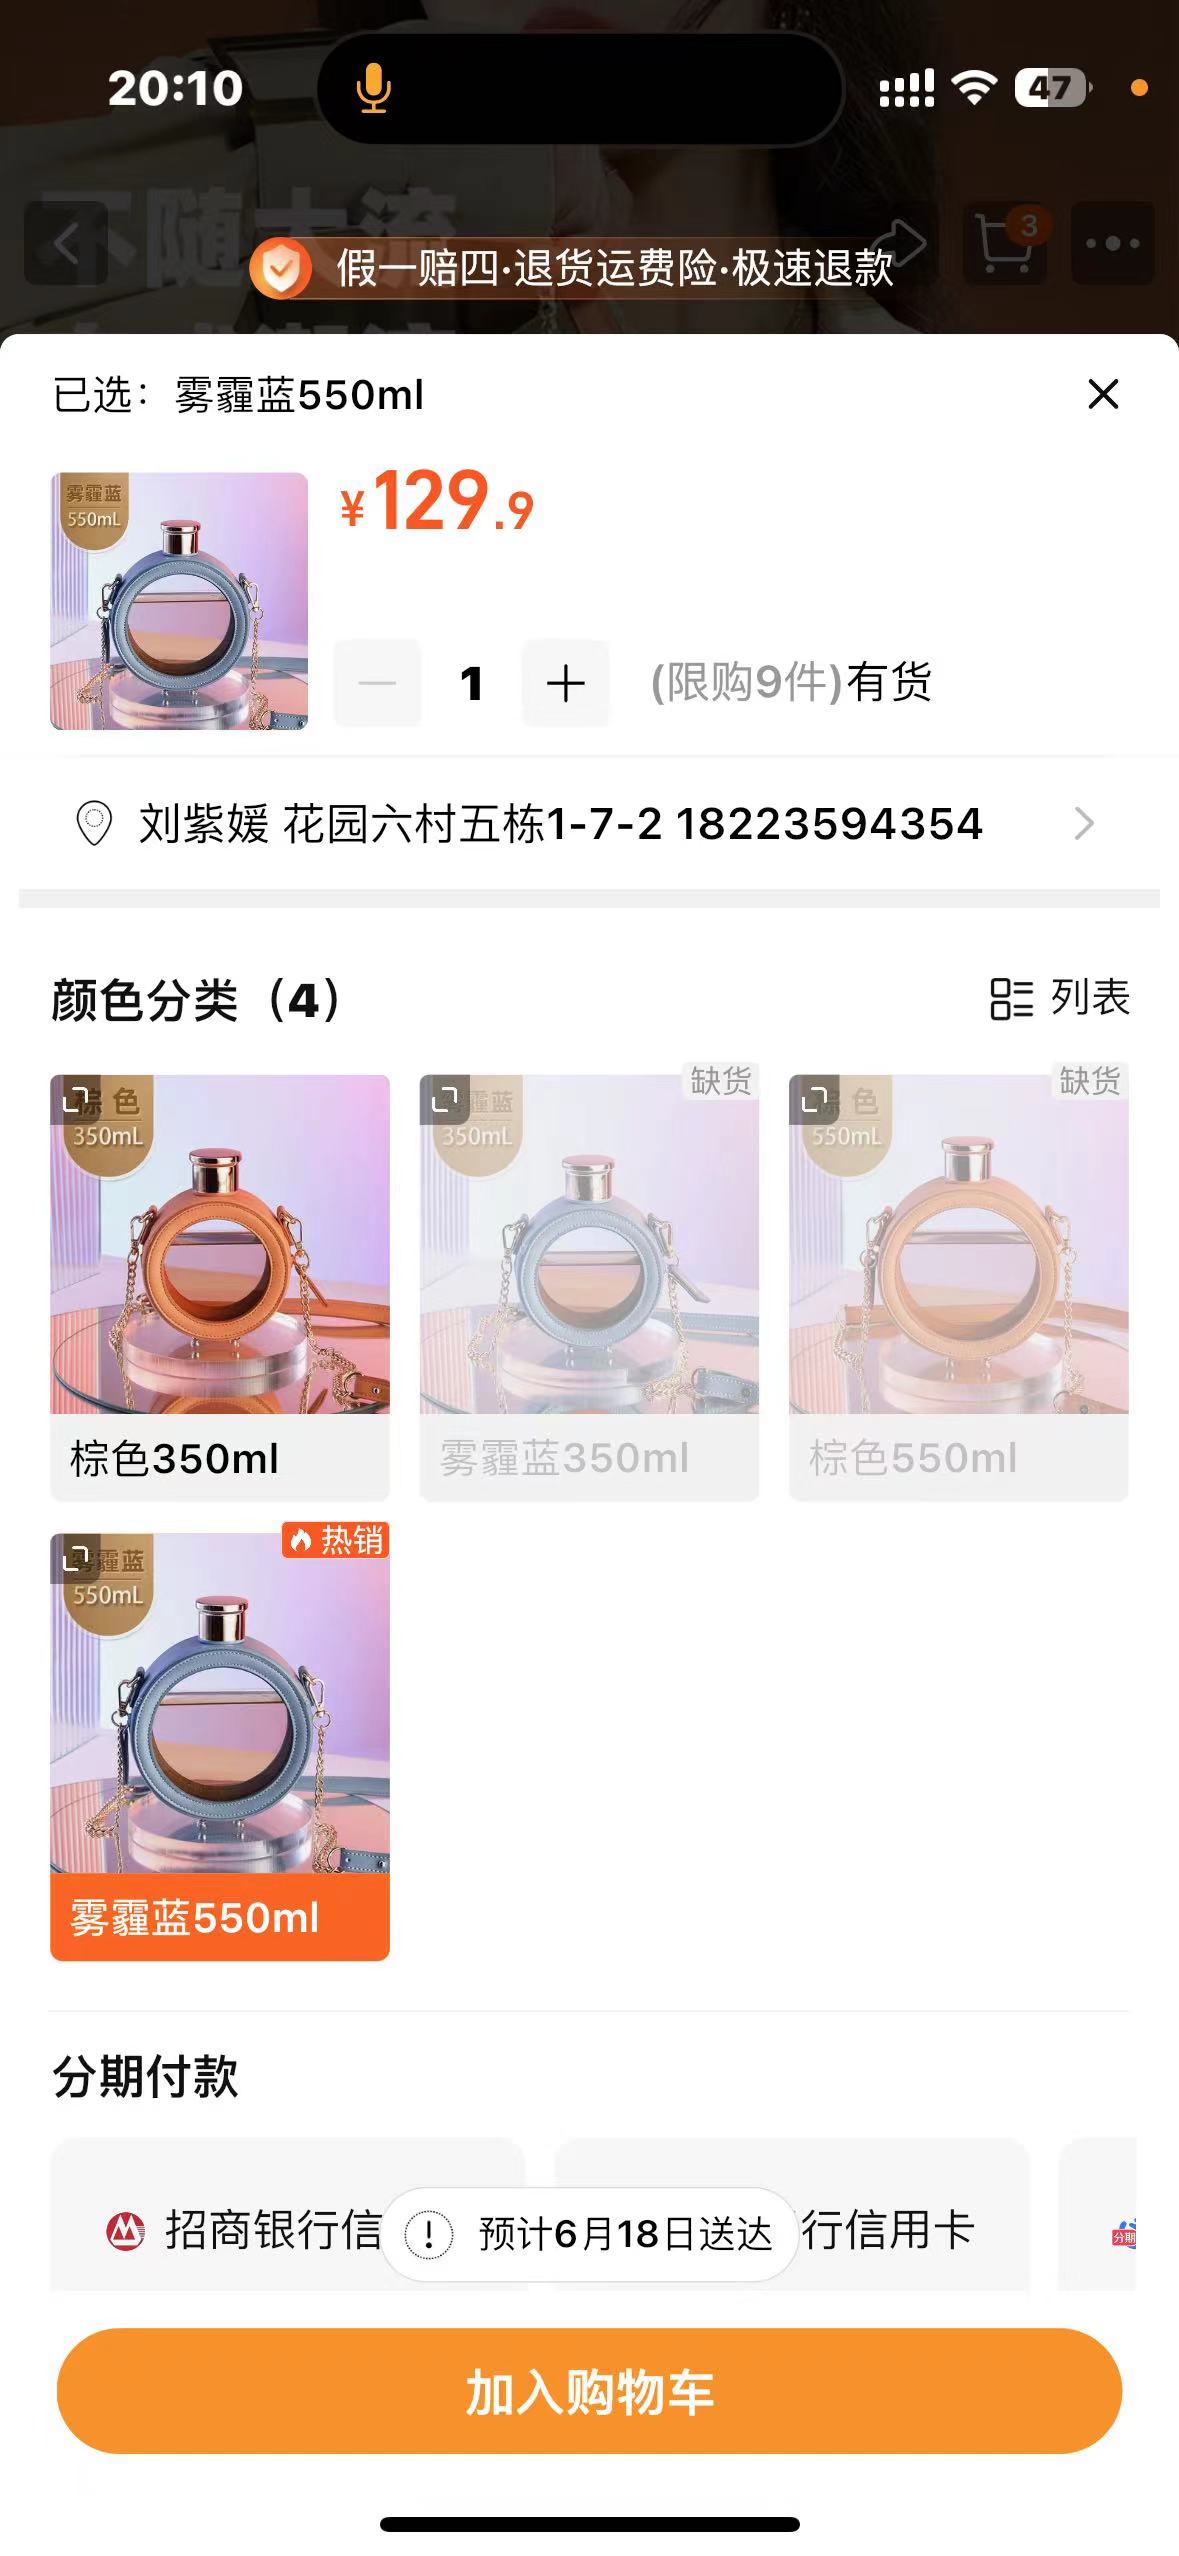 20:10
47
不随大流
3
假一赔四·退货运费险·极速退款
已选：雾霾蓝550ml
雾霾蓝
550mL
¥129.9
1
(限购9件)有货
刘紫媛 花园六村五栋1-7-2 18223594354
颜色分类（4）
列表
缺货
缺货
棕色
350mL
雾霾蓝
350mL
棕色
550mL
棕色350ml
雾霾蓝350ml
棕色550ml
热销
雾霾蓝
550mL
雾霾蓝550ml
分期付款
招商银行信
预计6月18日送达
行信用卡
分期
加入购物车